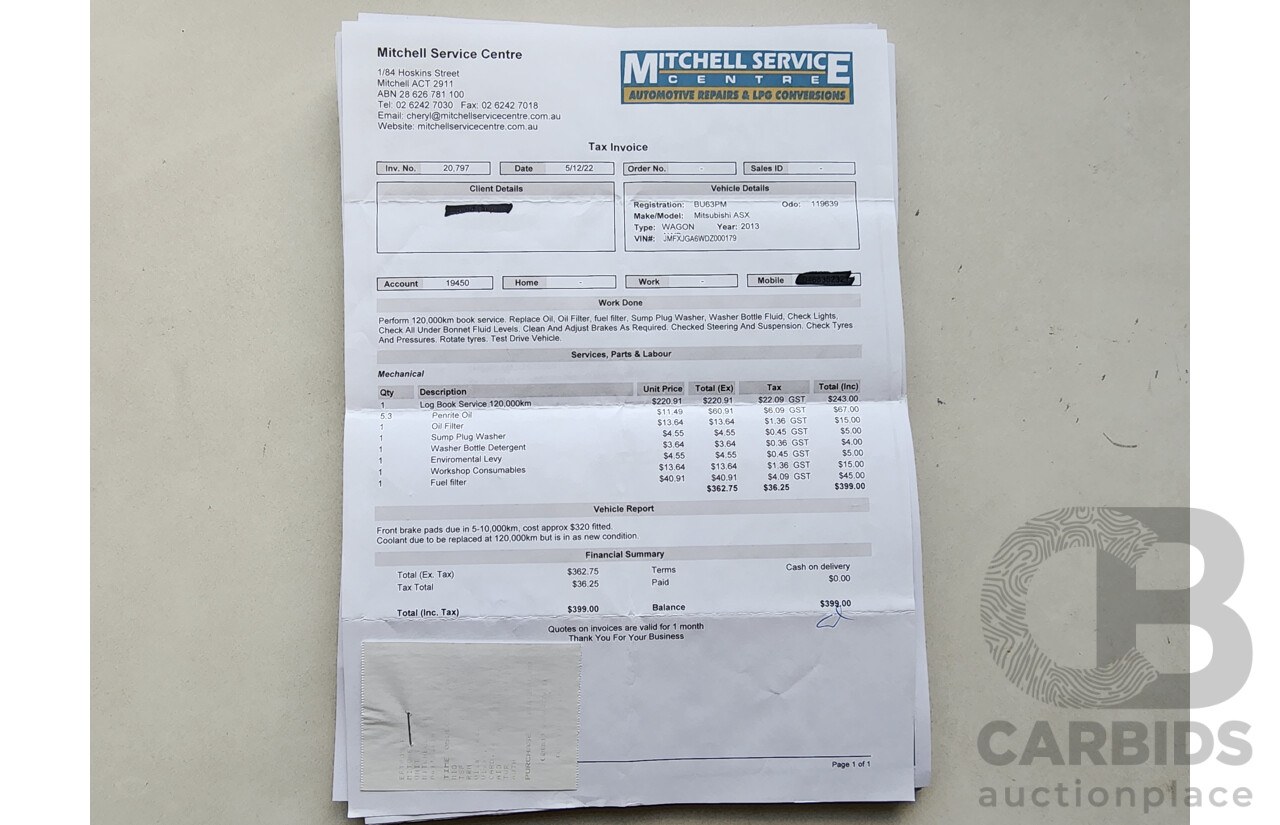 Mitchell Service Centre
1/84 Hoskins Street
Mitchell ACT 2911
ABN 28 626 781 100
Tel: 02 6242 7030 Fax: 02 6242 7018
Email: cheryl@mitchellservicecentre.com.au
Website: mitchellservicecentre.com.au
MITCHELL SERVICE
CENTRE
AUTOMOTIVE REPAIRS & LPG CONVERSIONS
Tax Invoice
Inv. No. 20,797 Date 5/12/22 Order No. - Sales ID -
Client Details
Vehicle Details
Registration: BU63PM Odo: 119639
Make/Model: Mitsubishi ASX
Type: WAGON Year: 2013
VIN#: JMFXJGA6WDZ000179
Account 19450 Home - Work - Mobile
Work Done
Perform 120,000km book service. Replace Oil, Oil Filter, fuel filter, Sump Plug Washer, Washer Bottle Fluid, Check Lights,
Check All Under Bonnet Fluid Levels. Clean And Adjust Brakes As Required. Checked Steering And Suspension. Check Tyres
And Pressures. Rotate tyres. Test Drive Vehicle.
Services, Parts & Labour
Mechanical
Qty Description Unit Price Total (Ex) Tax Total (Inc)
1 Log Book Service 120,000km $220.91 $220.91 $22.09 GST $243.00
5.3 Penrite Oil $11.49 $60.91 $6.09 GST $67.00
1 Oil Filter $13.64 $13.64 $1.36 GST $15.00
1 Sump Plug Washer $4.55 $4.55 $0.45 GST $5.00
1 Washer Bottle Detergent $3.64 $3.64 $0.36 GST $4.00
1 Enviromental Levy $4.55 $4.55 $0.45 GST $5.00
1 Workshop Consumables $13.64 $13.64 $1.36 GST $15.00
1 Fuel filter $40.91 $40.91 $4.09 GST $45.00
$362.75 $36.25 $399.00
Vehicle Report
Front brake pads due in 5-10,000km, cost approx $320 fitted.
Coolant due to be replaced at 120,000km but is in as new condition.
Financial Summary
Total (Ex. Tax) $362.75 Terms Cash on delivery
Tax Total $36.25 Paid $0.00
Total (Inc. Tax) $399.00 Balance $399.00
Quotes on invoices are valid for 1 month
Thank You For Your Business
PURCHASE
Page 1 of 1
CB
CARBIDS
auctionplace